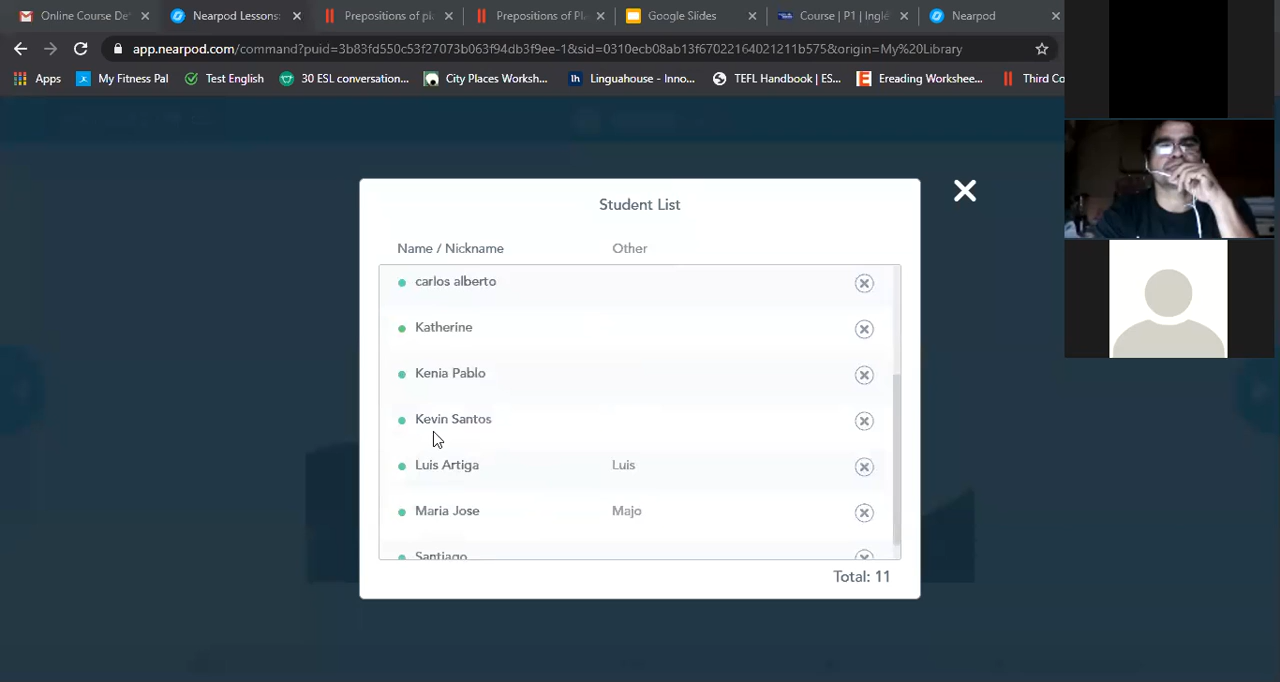 Online Course De
Nearpod Lessons:
Prepositions of pl
Prepositions of Pl
Google Slides
Course | P1 | Inglé
Nearpod
app.nearpod.com/command?puid=3b83fd550c53f27073b063f94db3f9ee-1&sid=0310ecb08ab13f67022164021211b575&origin=My%20Library
Apps
My Fitness Pal
Test English
30 ESL conversation...
City Places Worksh...
lh Linguahouse - Inno...
TEFL Handbook | ES...
E Ereading Workshee...
Third Co
Student List
Name / Nickname Other
carlos alberto
Katherine
Kenia Pablo
Kevin Santos
Luis Artiga Luis
Maria Jose Majo
Santiago
Total: 11